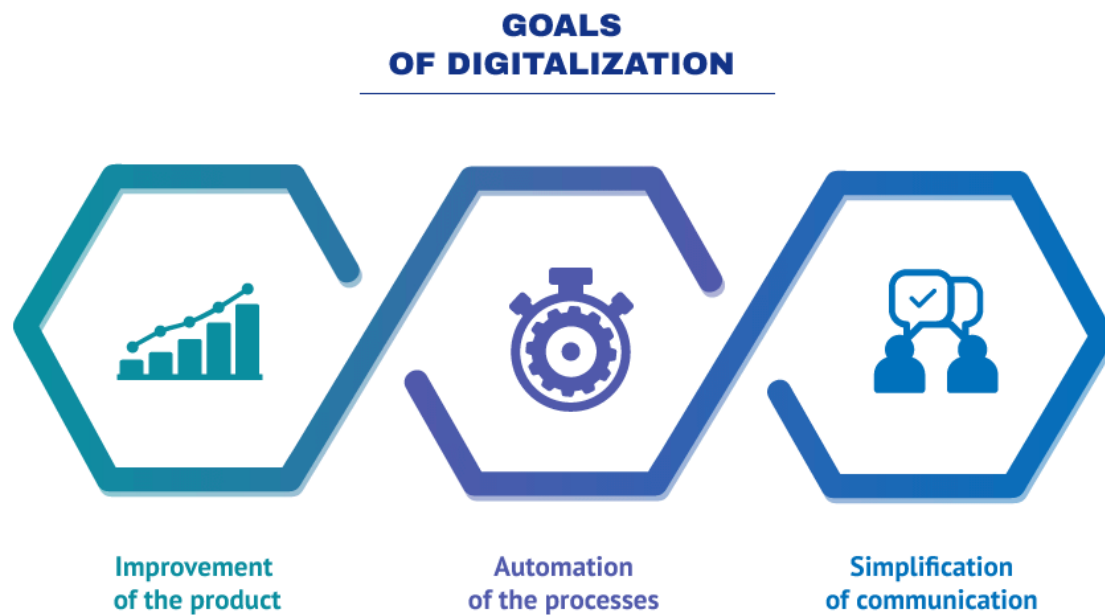 GOALS
OF DIGITALIZATION
Improvement
of the product
Automation
of the processes
Simplification
of communication